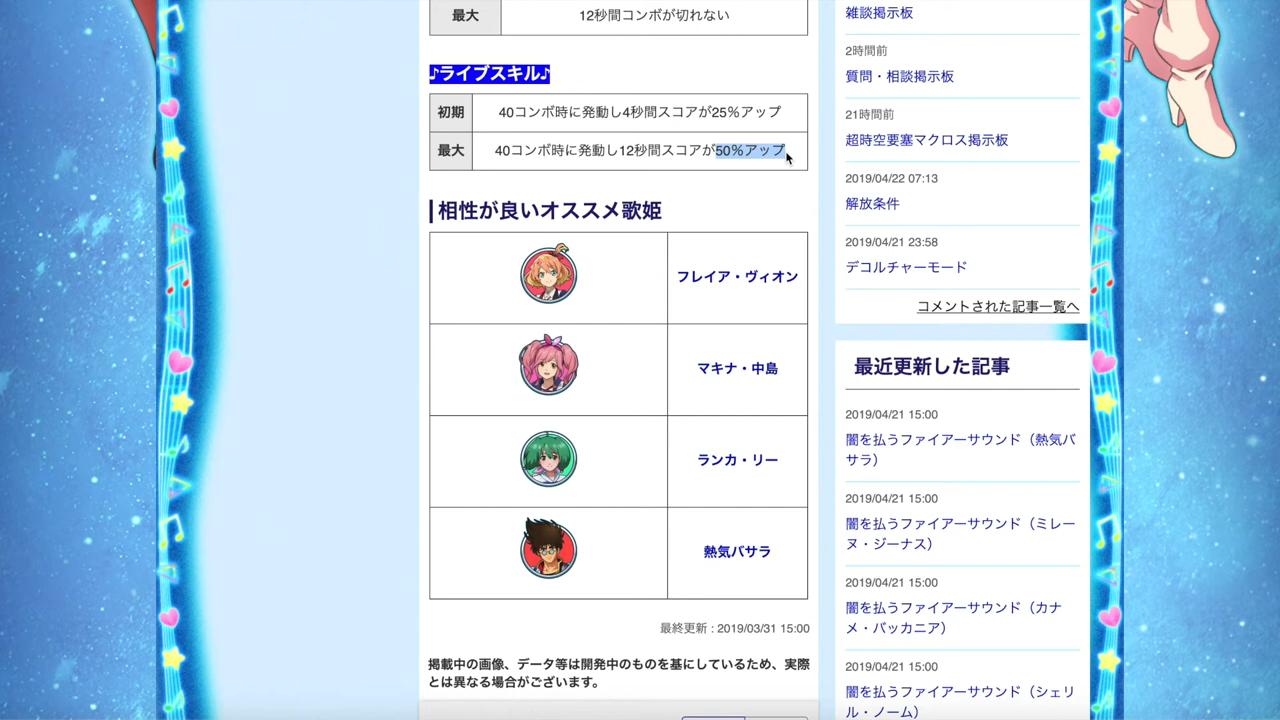 最大
12秒間コンボが切れない
♪ライブスキル♪
初期
40コンボ時に発動し4秒間スコアが25%アップ
最大
40コンボ時に発動し12秒間スコアが50%アップ
相性が良いオススメ歌姫
フレイア・ヴィオン
マキナ・中島
ランカ・リー
熱気バサラ
最終更新 : 2019/03/31 15:00
掲載中の画像、データ等は開発中のものを基にしているため、実際
とは異なる場合がございます。
雑談掲示板
2時間前
質問・相談掲示板
21時間前
超時空要塞マクロス掲示板
2019/04/22 07:13
解放条件
2019/04/21 23:58
デコルチャーモード
コメントされた記事一覧へ
最近更新した記事
2019/04/21 15:00
闇を払うファイアーサウンド（熱気バ
サラ）
2019/04/21 15:00
闇を払うファイアーサウンド（ミレー
ヌ・ジーナス）
2019/04/21 15:00
闇を払うファイアーサウンド（カナ
メ・バッカニア）
2019/04/21 15:00
闇を払うファイアーサウンド（シェリ
ル・ノーム）